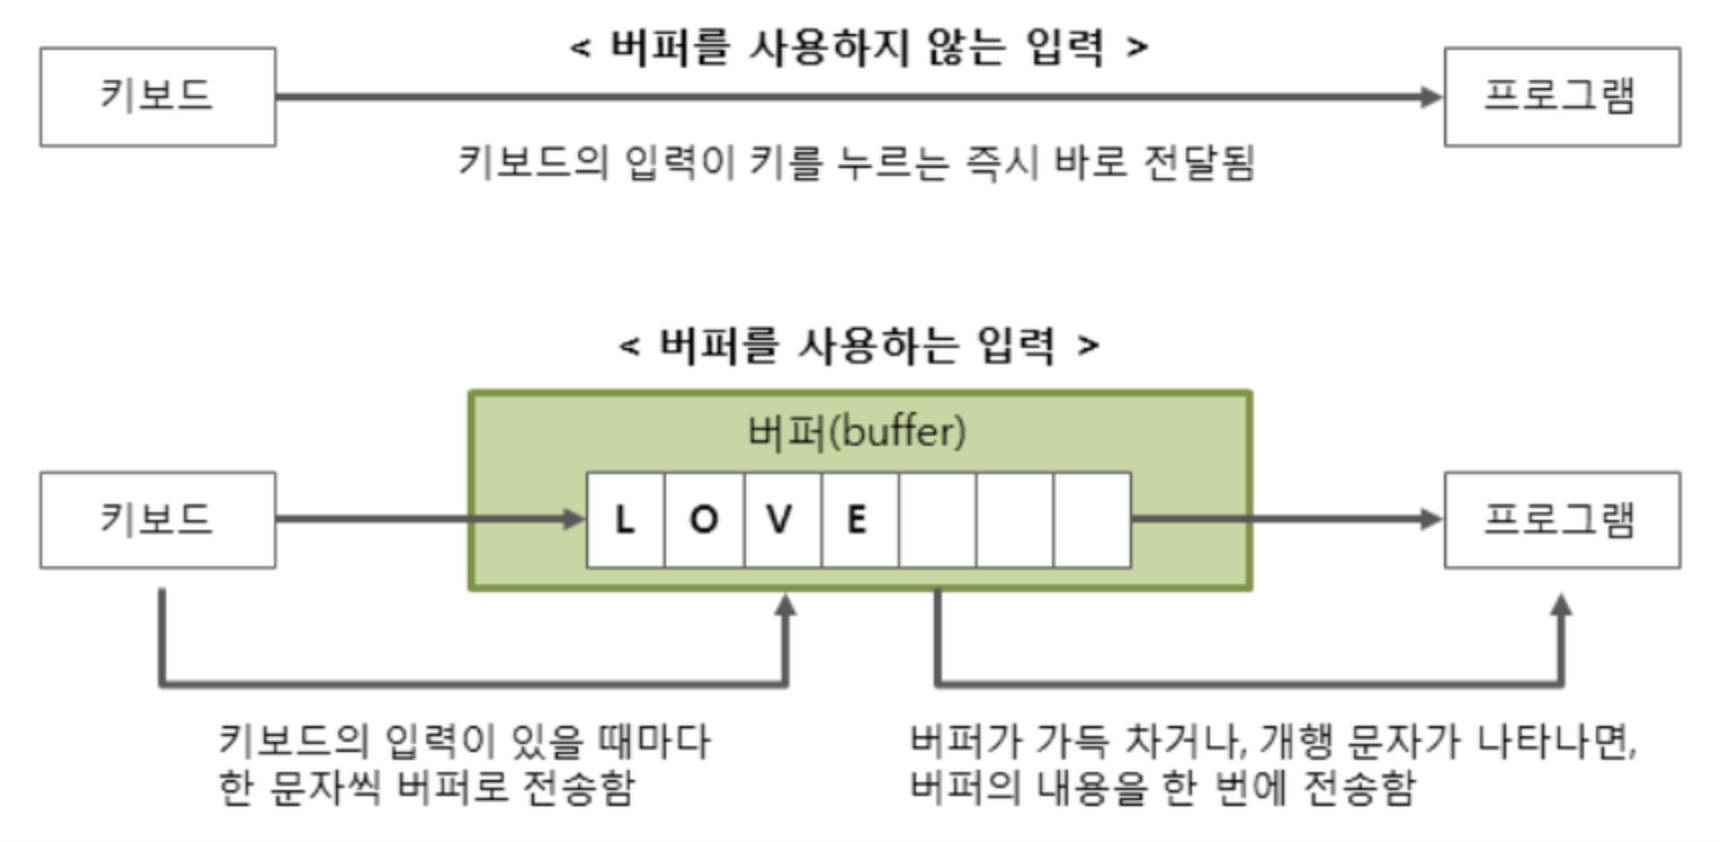 < 버퍼를 사용하지 않는 입력 >
키보드
프로그램
키보드의 입력이 키를 누르는 즉시 바로 전달됨
< 버퍼를 사용하는 입력 >
버퍼(buffer)
키보드
L O V E
프로그램
키보드의 입력이 있을 때마다
한 문자씩 버퍼로 전송함
버퍼가 가득 차거나, 개행 문자가 나타나면,
버퍼의 내용을 한 번에 전송함